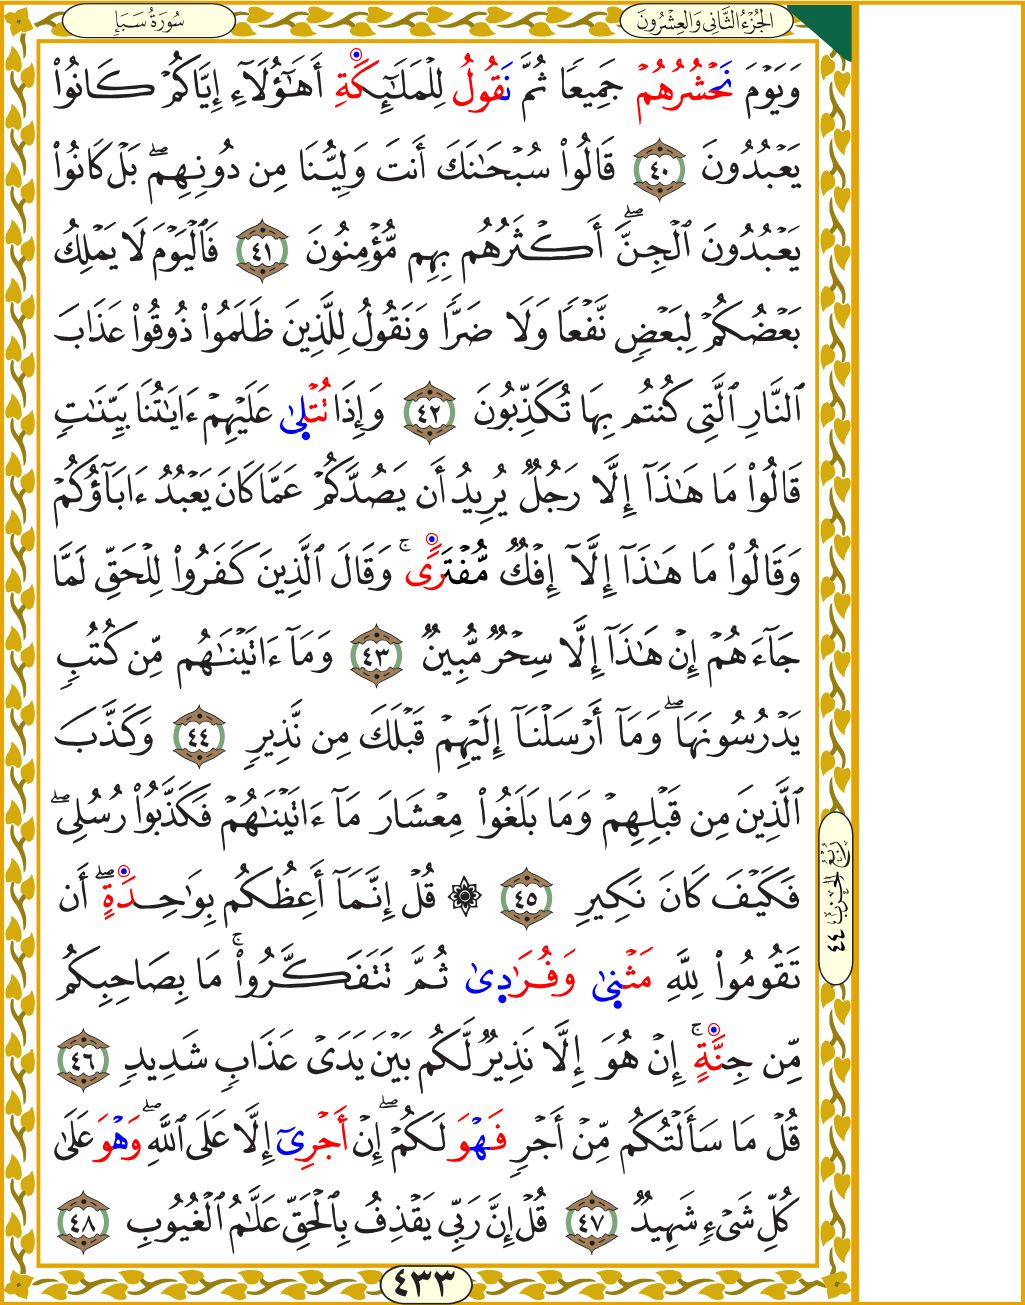 سُورَةُ سَبَإٍ
الجُزْءُ الثَّانِي وَالعِشْرُونَ
وَيَوْمَ نَحْشُرُهُمْ جَمِيعًا ثُمَّ نَقُولُ لِلْمَلَٰٓئِكَةِ أَهَٰٓؤُلَآءِ إِيَّاكُمْ كَانُوا۟
يَعْبُدُونَ ٤٠ قَالُوا۟ سُبْحَٰنَكَ أَنتَ وَلِيُّنَا مِن دُونِهِم ۖ بَلْ كَانُوا۟
يَعْبُدُونَ ٱلْجِنَّ ۖ أَكْثَرُهُم بِهِم مُّؤْمِنُونَ ٤١ فَٱلْيَوْمَ لَا يَمْلِكُ
بَعْضُكُمْ لِبَعْضٍ نَّفْعًا وَلَا ضَرًّا وَنَقُولُ لِلَّذِينَ ظَلَمُوا۟ ذُوقُوا۟ عَذَابَ
ٱلنَّارِ ٱلَّتِى كُنتُم بِهَا تُكَذِّبُونَ ٤٢ وَإِذَا تُتْلَىٰ عَلَيْهِمْ ءَايَٰتُنَا بَيِّنَٰتٍ
قَالُوا۟ مَا هَٰذَآ إِلَّا رَجُلٌ يُرِيدُ أَن يَصُدَّكُمْ عَمَّا كَانَ يَعْبُدُ ءَابَآؤُكُمْ
وَقَالُوا۟ مَا هَٰذَآ إِلَّآ إِفْكٌ مُّفْتَرًى ۚ وَقَالَ ٱلَّذِينَ كَفَرُوا۟ لِلْحَقِّ لَمَّا
جَآءَهُمْ إِنْ هَٰذَآ إِلَّا سِحْرٌ مُّبِينٌ ٤٣ وَمَآ ءَاتَيْنَٰهُم مِّن كُتُبٍ
يَدْرُسُونَهَا ۖ وَمَآ أَرْسَلْنَآ إِلَيْهِمْ قَبْلَكَ مِن نَّذِيرٍ ٤٤ وَكَذَّبَ
ٱلَّذِينَ مِن قَبْلِهِمْ وَمَا بَلَغُوا۟ مِعْشَارَ مَآ ءَاتَيْنَٰهُمْ فَكَذَّبُوا۟ رُسُلِى ۖ
فَكَيْفَ كَانَ نَكِيرِ ٤٥ ۞ قُلْ إِنَّمَآ أَعِظُكُم بِوَٰحِدَةٍ ۖ أَن
تَقُومُوا۟ لِلَّهِ مَثْنَىٰ وَفُرَٰدَىٰ ثُمَّ تَتَفَكَّرُوا۟ ۚ مَا بِصَاحِبِكُم
مِّن جِنَّةٍ ۚ إِنْ هُوَ إِلَّا نَذِيرٌ لَّكُم بَيْنَ يَدَىْ عَذَابٍ شَدِيدٍ ٤٦
قُلْ مَا سَأَلْتُكُم مِّنْ أَجْرٍ فَهْوَ لَكُمْ ۖ إِنْ أَجْرِىَ إِلَّا عَلَى ٱللَّهِ ۖ وَهْوَ عَلَىٰ
كُلِّ شَىْءٍ شَهِيدٌ ٤٧ قُلْ إِنَّ رَبِّى يَقْذِفُ بِٱلْحَقِّ عَلَّٰمُ ٱلْغُيُوبِ ٤٨
رُبْعُ الحِزْبِ ٤٤
٤٣٣